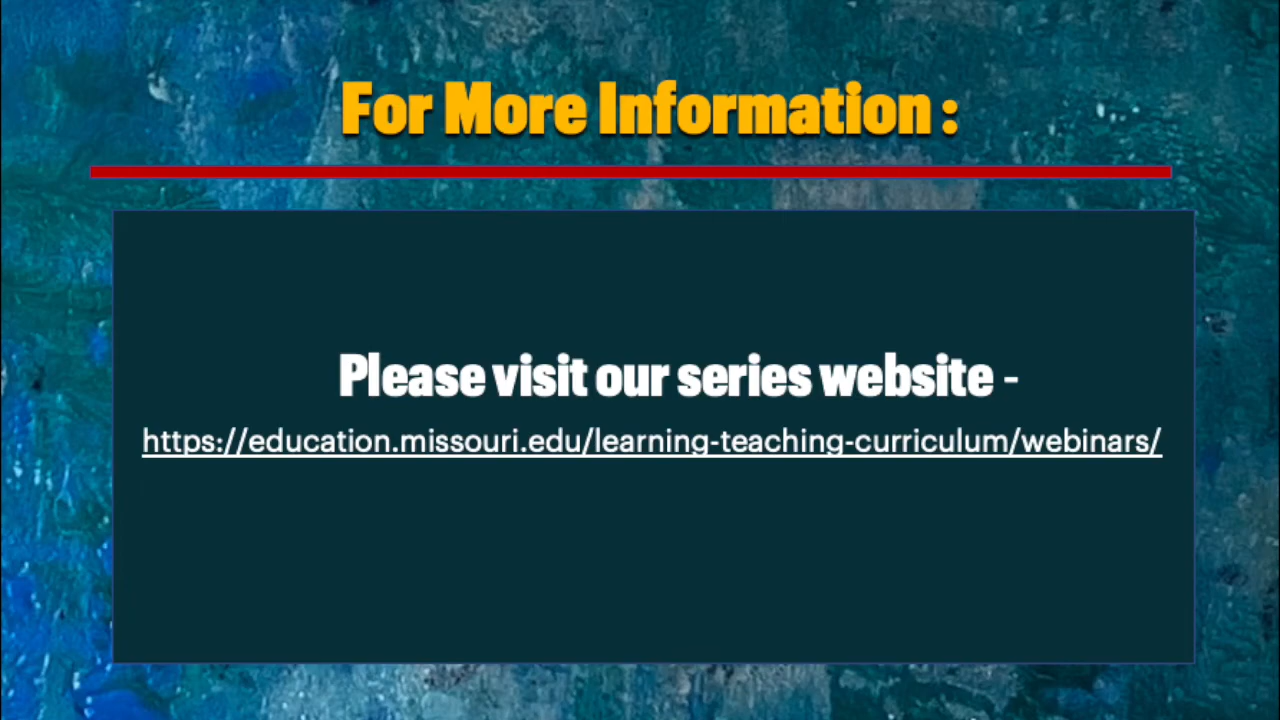 For More Information :
Please visit our series website -
https://education.missouri.edu/learning-teaching-curriculum/webinars/